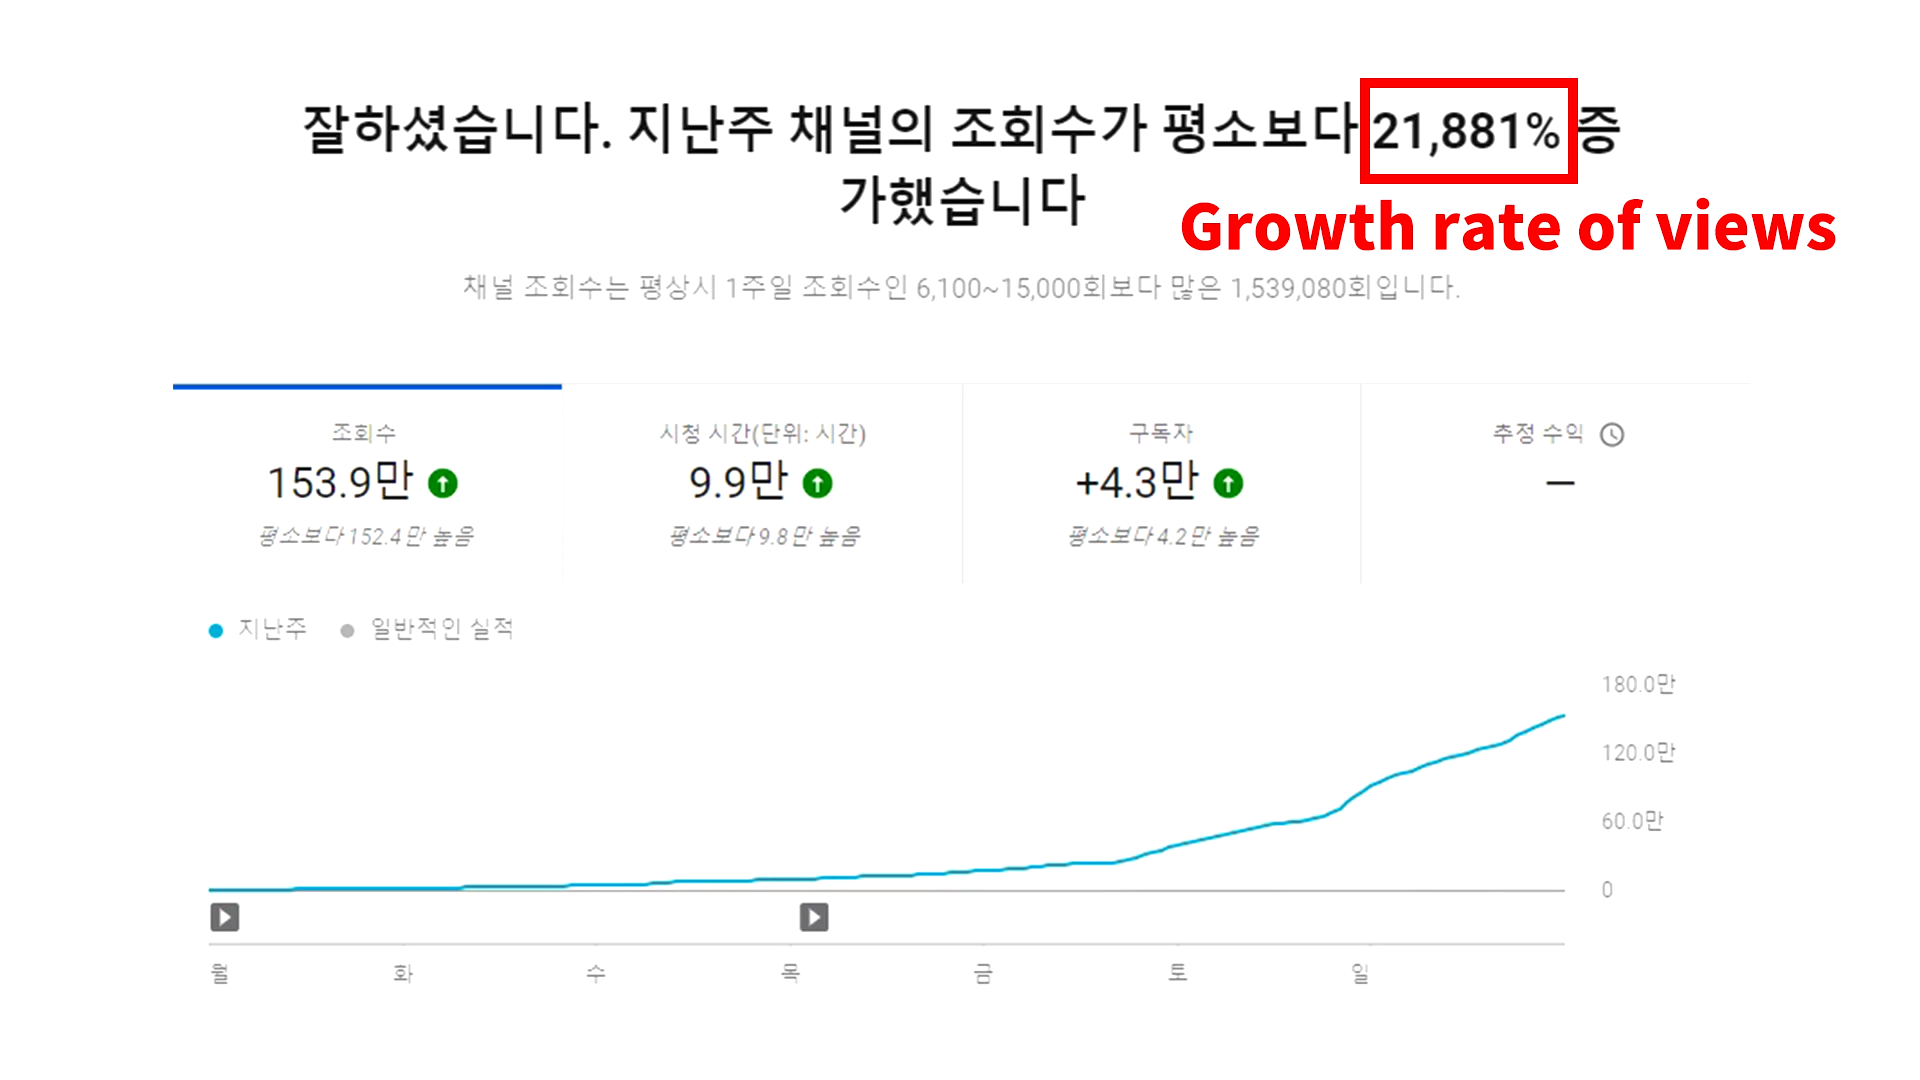 잘하셨습니다. 지난주 채널의 조회수가 평소보다 21,881% 증
가했습니다
Growth rate of views
채널 조회수는 평상시 1주일 조회수인 6,100~15,000회보다 많은 1,539,080회입니다.
조회수
153.9만
평소보다 152.4만 높음
시청 시간(단위: 시간)
9.9만
평소보다 9.8만 높음
구독자
+4.3만
평소보다 4.2만 높음
추정 수익
—
지난주
일반적인 실적
180.0만
120.0만
60.0만
0
월 화 수 목 금 토 일